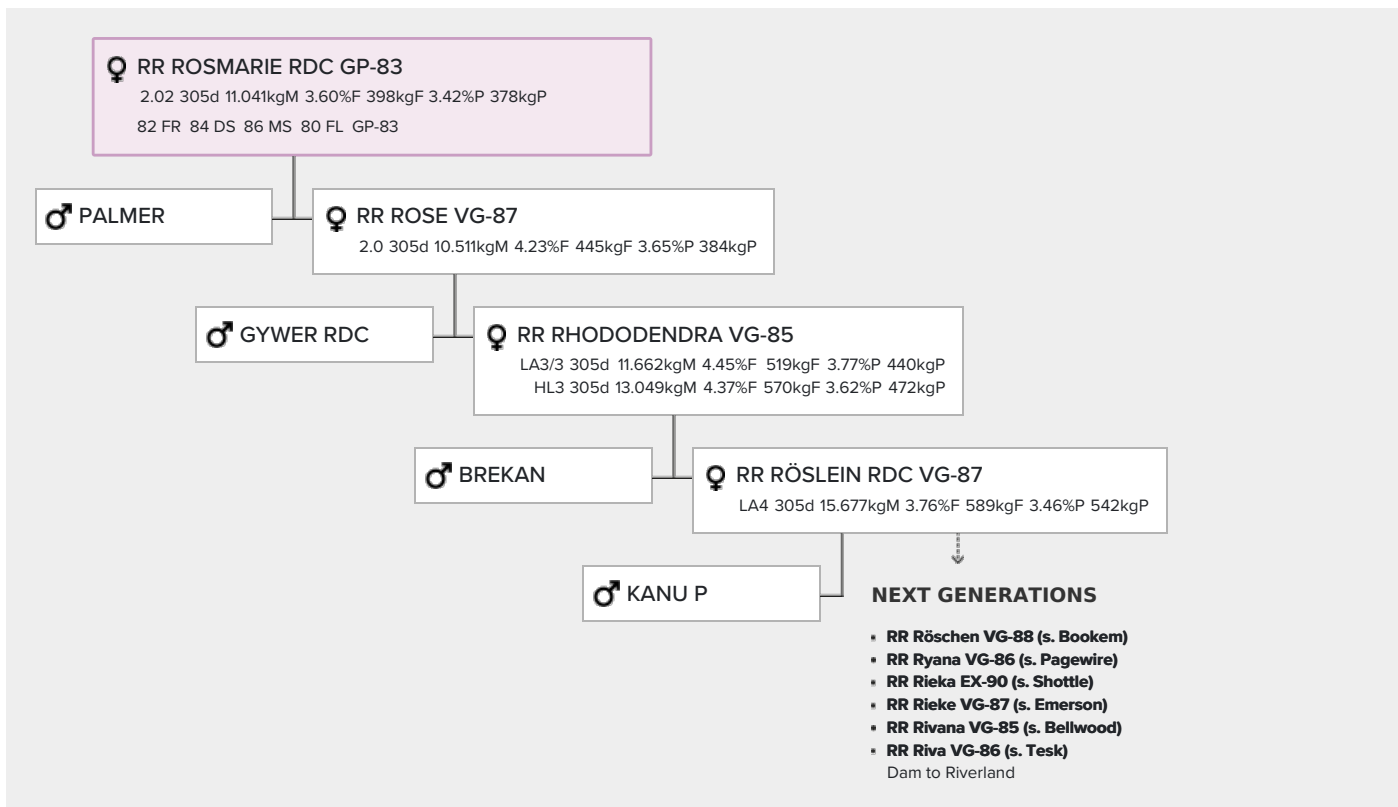 RR ROSMARIE RDC GP-83
2.02 305d 11.041kgM 3.60%F 398kgF 3.42%P 378kgP
82 FR 84 DS 86 MS 80 FL GP-83
PALMER
RR ROSE VG-87
2.0 305d 10.511kgM 4.23%F 445kgF 3.65%P 384kgP
GYWER RDC
RR RHODODENDRA VG-85
LA3/3 305d 11.662kgM 4.45%F 519kgF 3.77%P 440kgP
HL3 305d 13.049kgM 4.37%F 570kgF 3.62%P 472kgP
BREKAN
RR RÖSLEIN RDC VG-87
LA4 305d 15.677kgM 3.76%F 589kgF 3.46%P 542kgP
KANU P
NEXT GENERATIONS
RR Röschen VG-88 (s. Bookem)
RR Ryana VG-86 (s. Pagewire)
RR Rieka EX-90 (s. Shottle)
RR Rieke VG-87 (s. Emerson)
RR Rivana VG-85 (s. Bellwood)
RR Riva VG-86 (s. Tesk)
Dam to Riverland